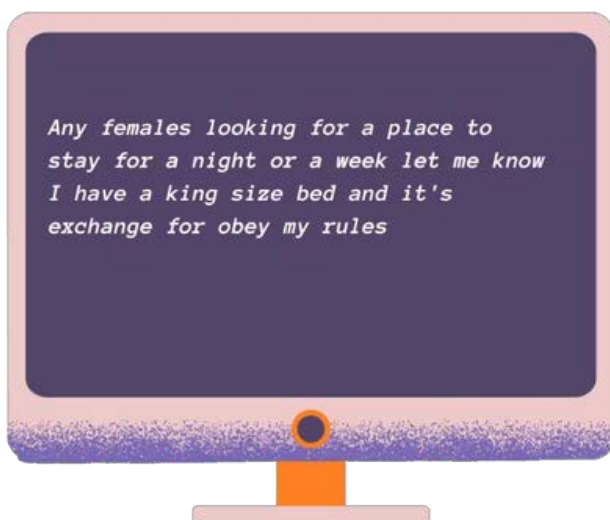 Any females looking for a place to
stay for a night or a week let me know
I have a king size bed and it's
exchange for obey my rules